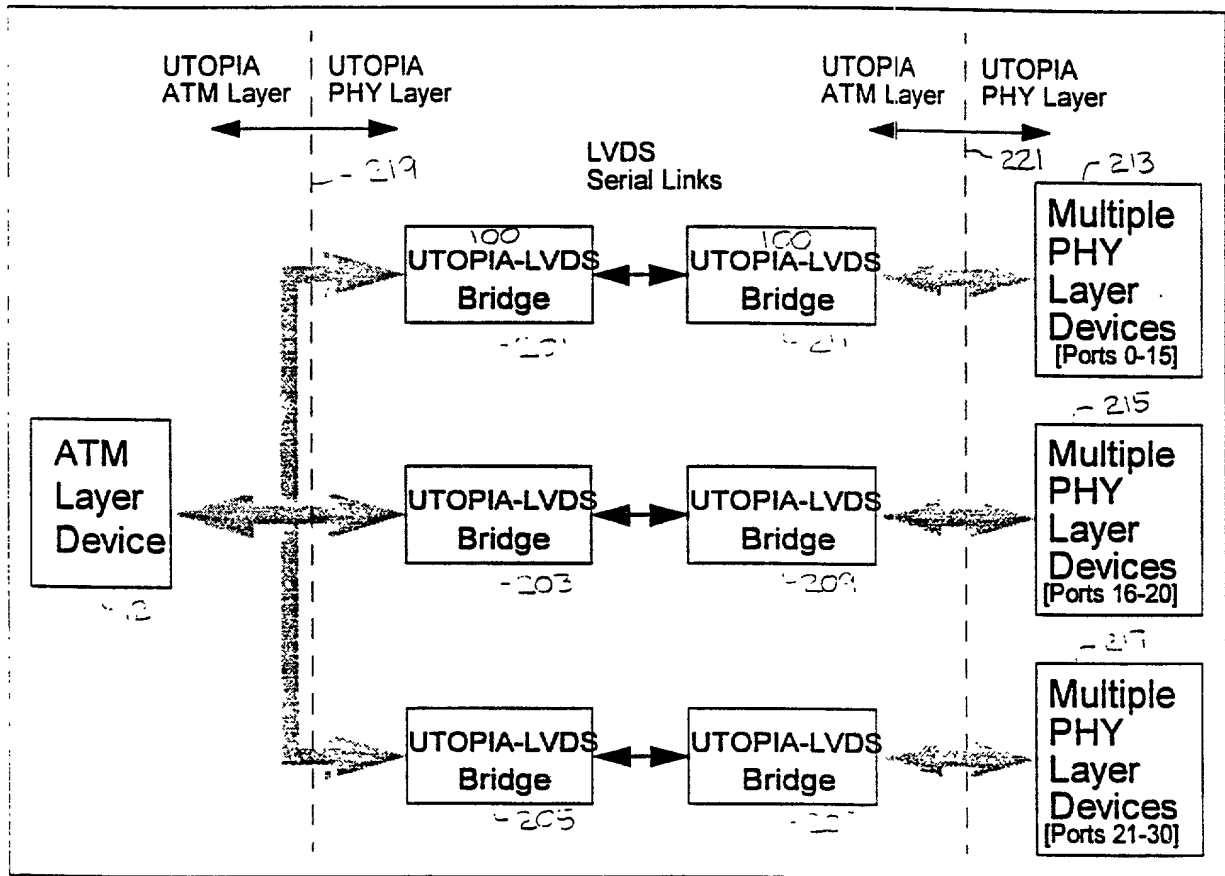 UTOPIA
ATM Layer
UTOPIA
PHY Layer
UTOPIA
ATM Layer
UTOPIA
PHY Layer
219
LVDS
Serial Links
221
213
100
UTOPIA-LVDS
Bridge
100
UTOPIA-LVDS
Bridge
211
Multiple
PHY
Layer
Devices
[Ports 0-15]
215
ATM
Layer
Device
UTOPIA-LVDS
Bridge
203
UTOPIA-LVDS
Bridge
209
Multiple
PHY
Layer
Devices
[Ports 16-20]
217
UTOPIA-LVDS
Bridge
205
UTOPIA-LVDS
Bridge
Multiple
PHY
Layer
Devices
[Ports 21-30]